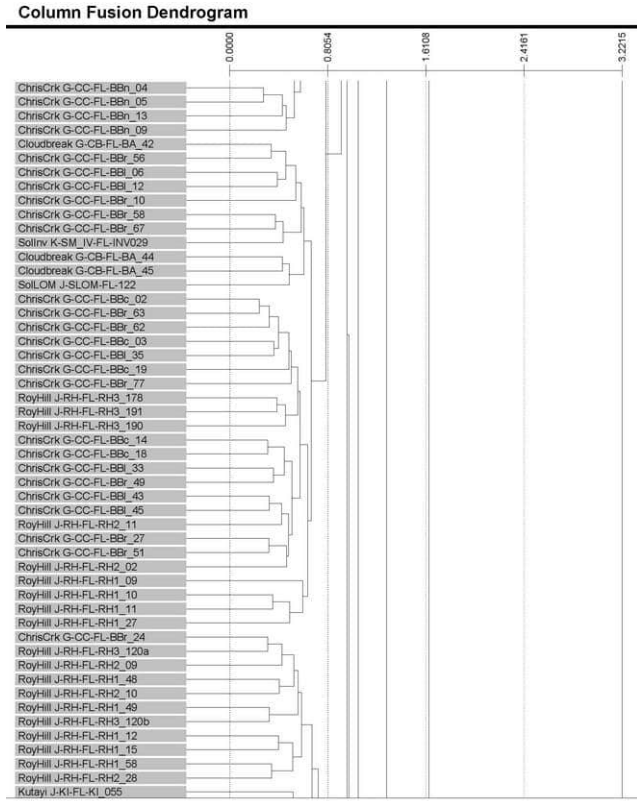 Column Fusion Dendrogram
0.0000 0.8054 1.6108 2.4161 3.2215
ChrisCrk G-CC-FL-BBn_04
ChrisCrk G-CC-FL-BBn_05
ChrisCrk G-CC-FL-BBn_13
ChrisCrk G-CC-FL-BBn_09
Cloudbreak G-CB-FL-BA_42
ChrisCrk G-CC-FL-BBr_56
ChrisCrk G-CC-FL-BBl_06
ChrisCrk G-CC-FL-BBl_12
ChrisCrk G-CC-FL-BBr_10
ChrisCrk G-CC-FL-BBr_58
ChrisCrk G-CC-FL-BBr_67
SolInv K-SM_IV-FL-INV029
Cloudbreak G-CB-FL-BA_44
Cloudbreak G-CB-FL-BA_45
SolLOM J-SLOM-FL-122
ChrisCrk G-CC-FL-BBc_02
ChrisCrk G-CC-FL-BBr_63
ChrisCrk G-CC-FL-BBr_62
ChrisCrk G-CC-FL-BBc_03
ChrisCrk G-CC-FL-BBl_35
ChrisCrk G-CC-FL-BBc_19
ChrisCrk G-CC-FL-BBr_77
RoyHill J-RH-FL-RH3_178
RoyHill J-RH-FL-RH3_191
RoyHill J-RH-FL-RH3_190
ChrisCrk G-CC-FL-BBc_14
ChrisCrk G-CC-FL-BBc_18
ChrisCrk G-CC-FL-BBl_33
ChrisCrk G-CC-FL-BBr_49
ChrisCrk G-CC-FL-BBl_43
ChrisCrk G-CC-FL-BBl_45
RoyHill J-RH-FL-RH2_11
ChrisCrk G-CC-FL-BBr_27
ChrisCrk G-CC-FL-BBr_51
RoyHill J-RH-FL-RH2_02
RoyHill J-RH-FL-RH1_09
RoyHill J-RH-FL-RH1_10
RoyHill J-RH-FL-RH1_11
RoyHill J-RH-FL-RH1_27
ChrisCrk G-CC-FL-BBr_24
RoyHill J-RH-FL-RH3_120a
RoyHill J-RH-FL-RH2_09
RoyHill J-RH-FL-RH1_48
RoyHill J-RH-FL-RH2_10
RoyHill J-RH-FL-RH1_49
RoyHill J-RH-FL-RH3_120b
RoyHill J-RH-FL-RH1_12
RoyHill J-RH-FL-RH1_15
RoyHill J-RH-FL-RH1_58
RoyHill J-RH-FL-RH2_28
Kutayi J-KI-FL-KI_055